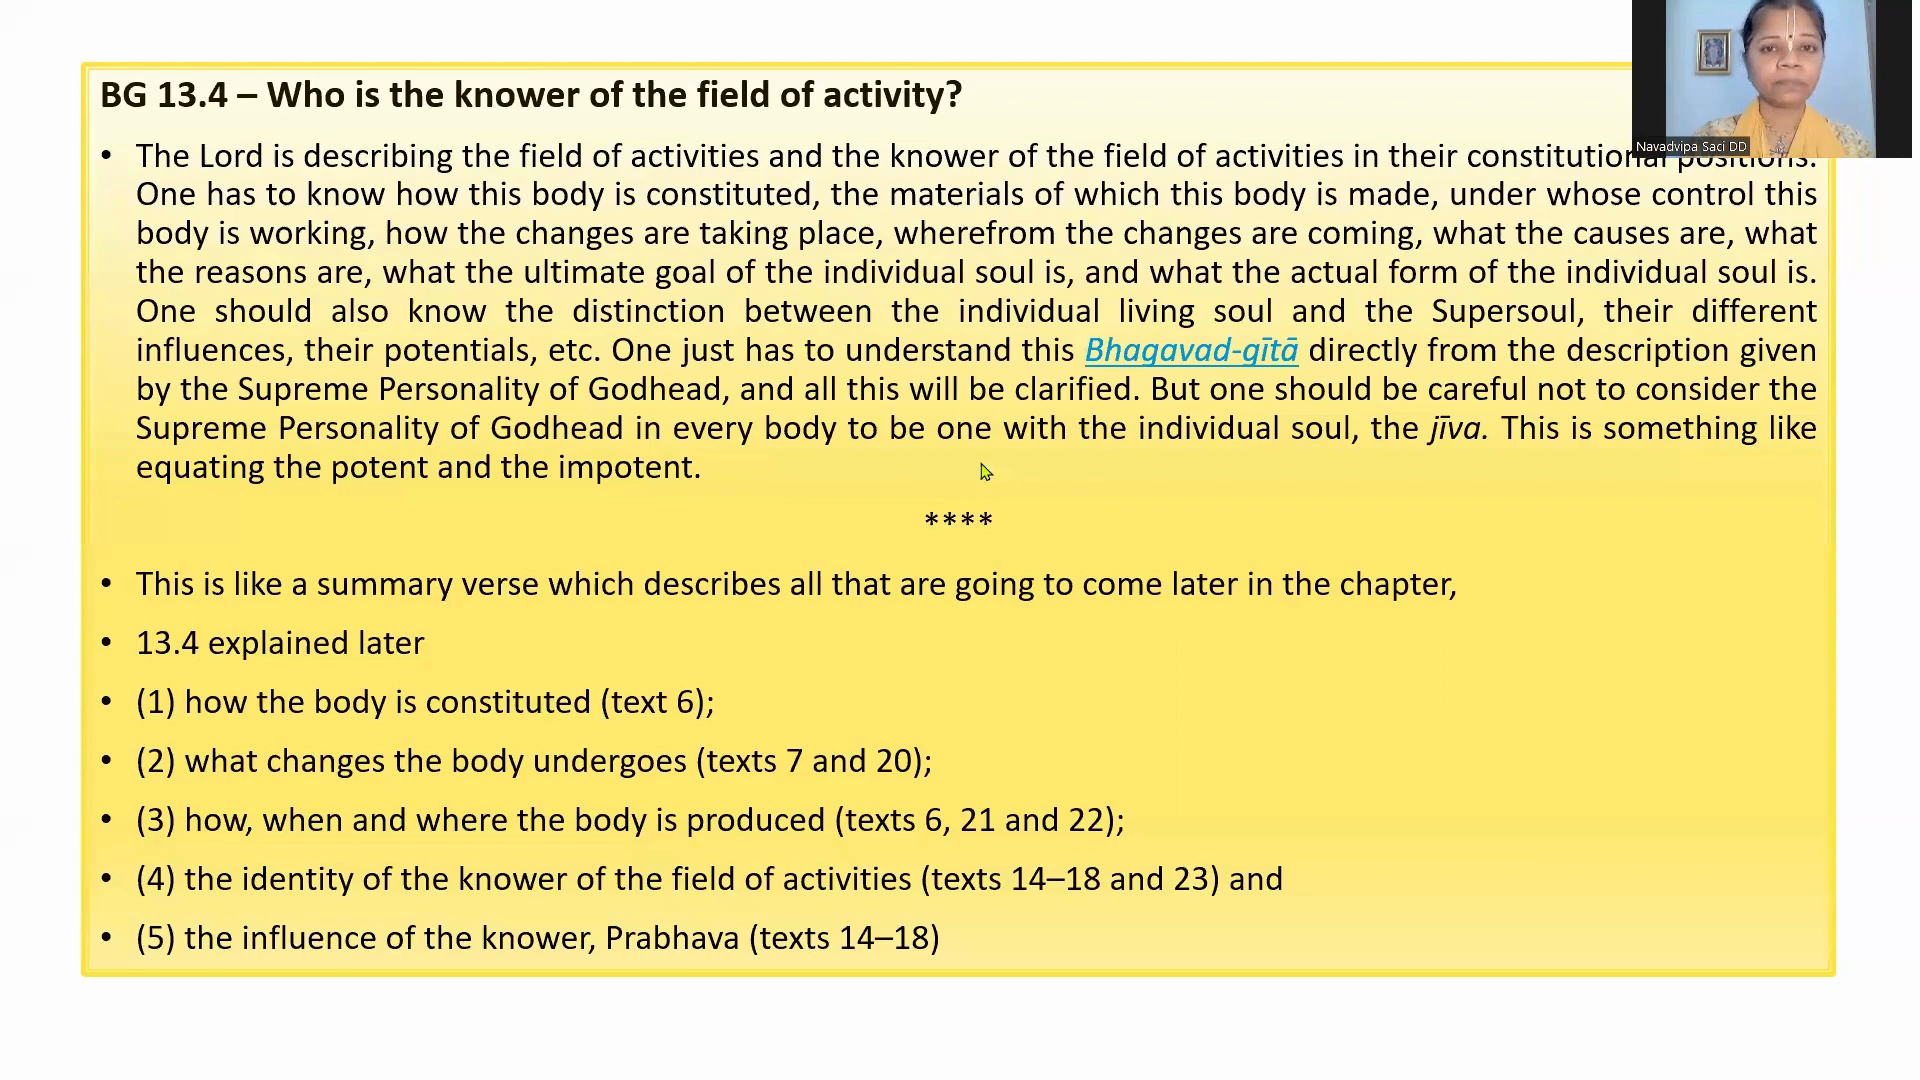 BG 13.4 – Who is the knower of the field of activity?
• The Lord is describing the field of activities and the knower of the field of activities in their constitutional positions.
One has to know how this body is constituted, the materials of which this body is made, under whose control this
body is working, how the changes are taking place, wherefrom the changes are coming, what the causes are, what
the reasons are, what the ultimate goal of the individual soul is, and what the actual form of the individual soul is.
One should also know the distinction between the individual living soul and the Supersoul, their different
influences, their potentials, etc. One just has to understand this Bhagavad-gītā directly from the description given
by the Supreme Personality of Godhead, and all this will be clarified. But one should be careful not to consider the
Supreme Personality of Godhead in every body to be one with the individual soul, the jīva. This is something like
equating the potent and the impotent.
****
• This is like a summary verse which describes all that are going to come later in the chapter,
• 13.4 explained later
• (1) how the body is constituted (text 6);
• (2) what changes the body undergoes (texts 7 and 20);
• (3) how, when and where the body is produced (texts 6, 21 and 22);
• (4) the identity of the knower of the field of activities (texts 14–18 and 23) and
• (5) the influence of the knower, Prabhava (texts 14–18)
Navadvipa Saci DD